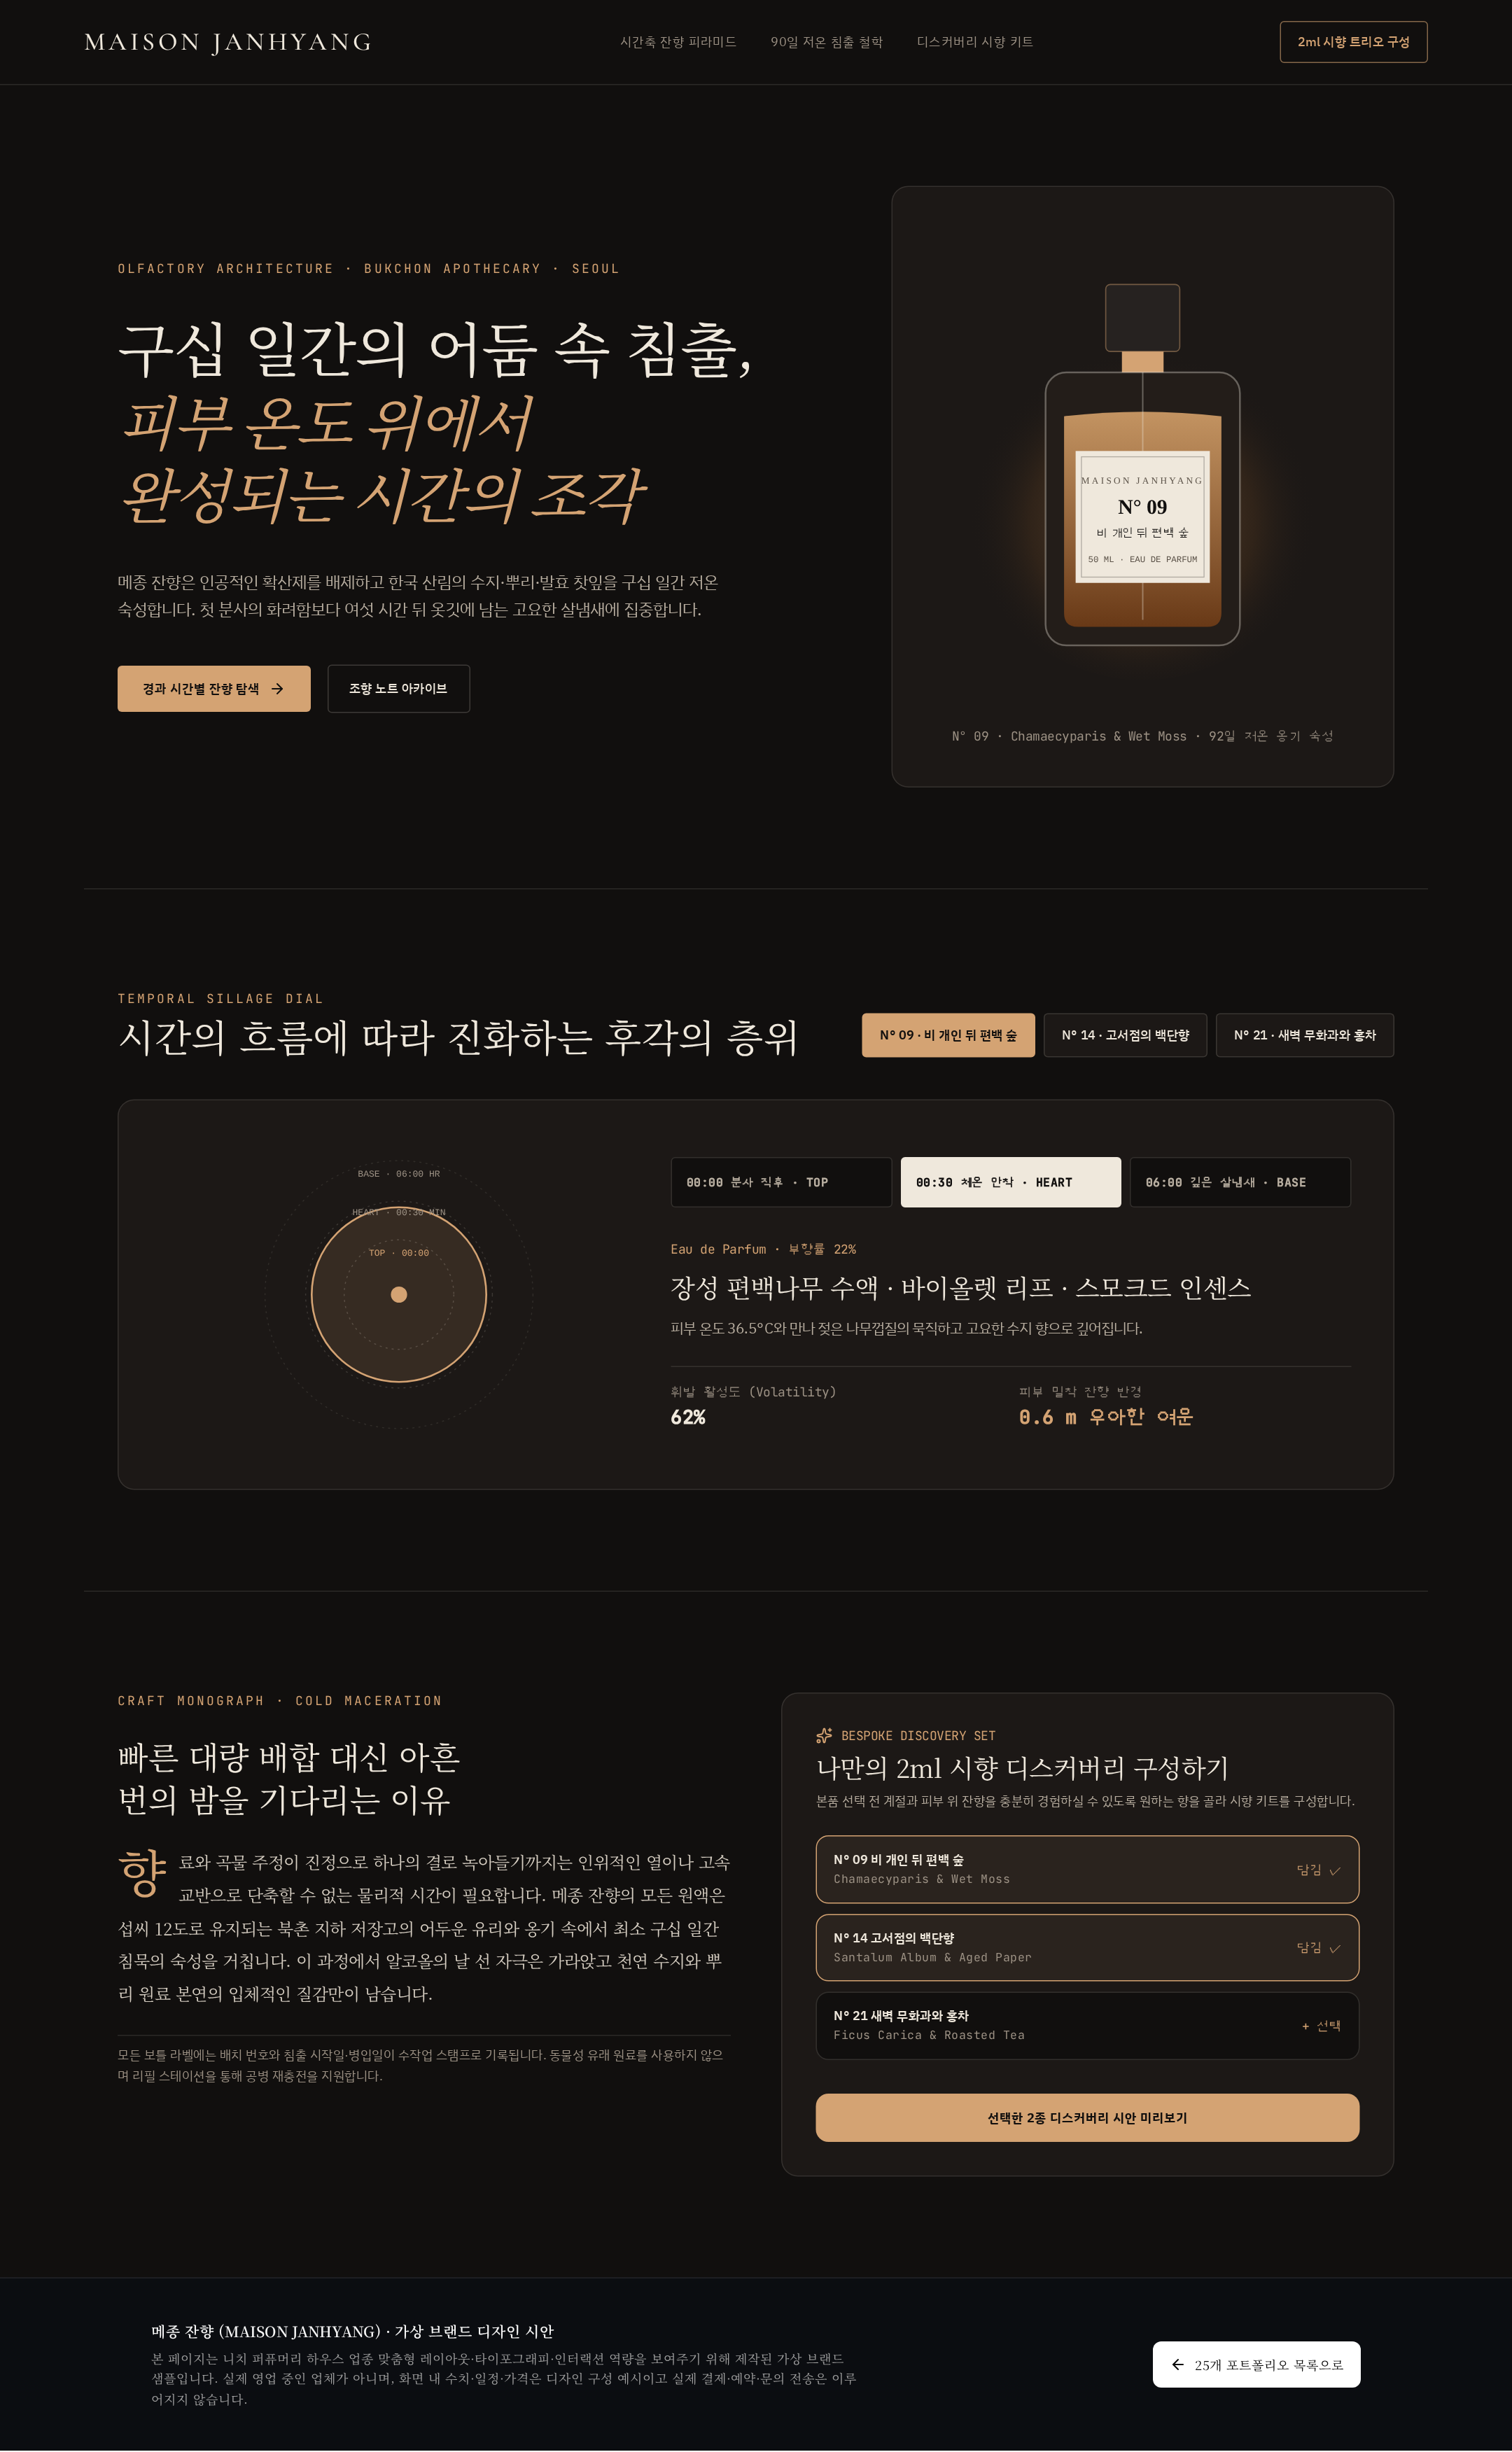 MAISON JANHYANG
시간축 잔향 피라미드
90일 저온 침출 철학
디스커버리 시향 키트
2ml 시향 트리오 구성
OLFACTORY ARCHITECTURE · BUKCHON APOTHECARY · SEOUL
구십 일간의 어둠 속 침출,
피부 온도 위에서
완성되는 시간의 조각
메종 잔향은 인공적인 확산제를 배제하고 한국 산림의 수지·뿌리·발효 찻잎을 구십 일간 저온
숙성합니다. 첫 분사의 화려함보다 여섯 시간 뒤 옷깃에 남는 고요한 살냄새에 집중합니다.
경과 시간별 잔향 탐색 →
조향 노트 아카이브
MAISON JANHYANG
N° 09
비 개인 뒤 편백 숲
50 ML · EAU DE PARFUM
N° 09 · Chamaecyparis & Wet Moss · 92일 저온 옹기 숙성
TEMPORAL SILLAGE DIAL
시간의 흐름에 따라 진화하는 후각의 층위
N° 09 · 비 개인 뒤 편백 숲
N° 14 · 고서점의 백단향
N° 21 · 새벽 무화과와 홍차
BASE · 06:00 HR
HEART · 00:30 MIN
TOP · 00:00
00:00 분사 직후 · TOP
00:30 체온 안착 · HEART
06:00 깊은 살냄새 · BASE
Eau de Parfum · 부향률 22%
장성 편백나무 수액 · 바이올렛 리프 · 스모크드 인센스
피부 온도 36.5°C와 만나 젖은 나무껍질의 묵직하고 고요한 수지 향으로 깊어집니다.
휘발 활성도 (Volatility)
62%
피부 밀착 잔향 반경
0.6 m 우아한 여운
CRAFT MONOGRAPH · COLD MACERATION
빠른 대량 배합 대신 아흔
번의 밤을 기다리는 이유
향료와 곡물 주정이 진정으로 하나의 결로 녹아들기까지는 인위적인 열이나 고속
교반으로 단축할 수 없는 물리적 시간이 필요합니다. 메종 잔향의 모든 원액은
섭씨 12도로 유지되는 북촌 지하 저장고의 어두운 유리와 옹기 속에서 최소 구십 일간
침묵의 숙성을 거칩니다. 이 과정에서 알코올의 날 선 자극은 가라앉고 천연 수지와 뿌
리 원료 본연의 입체적인 질감만이 남습니다.
모든 보틀 라벨에는 배치 번호와 침출 시작일·병입일이 수작업 스탬프로 기록됩니다. 동물성 유래 원료를 사용하지 않으
며 리필 스테이션을 통해 공병 재충전을 지원합니다.
BESPOKE DISCOVERY SET
나만의 2ml 시향 디스커버리 구성하기
본품 선택 전 계절과 피부 위 잔향을 충분히 경험하실 수 있도록 원하는 향을 골라 시향 키트를 구성합니다.
N° 09 비 개인 뒤 편백 숲
Chamaecyparis & Wet Moss
담김 ✓
N° 14 고서점의 백단향
Santalum Album & Aged Paper
담김 ✓
N° 21 새벽 무화과와 홍차
Ficus Carica & Roasted Tea
+ 선택
선택한 2종 디스커버리 시안 미리보기
메종 잔향 (MAISON JANHYANG) · 가상 브랜드 디자인 시안
본 페이지는 니치 퍼퓨머리 하우스 업종 맞춤형 레이아웃·타이포그래피·인터랙션 역량을 보여주기 위해 제작된 가상 브랜드
샘플입니다. 실제 영업 중인 업체가 아니며, 화면 내 수치·일정·가격은 디자인 구성 예시이고 실제 결제·예약·문의 전송은 이루
어지지 않습니다.
← 25개 포트폴리오 목록으로